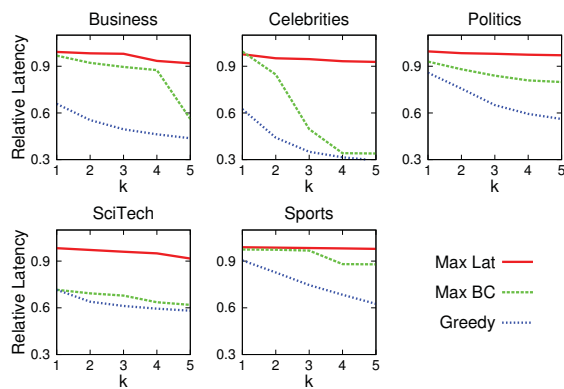 Business
Celebrities
Politics
Relative Latency
0.9
0.6
0.3
1 2 3 4 5
k
0.9
0.6
0.3
1 2 3 4 5
k
0.9
0.6
0.3
1 2 3 4 5
k
SciTech
Sports
Relative Latency
0.9
0.6
0.3
1 2 3 4 5
k
0.9
0.6
0.3
1 2 3 4 5
k
Max Lat
Max BC
Greedy